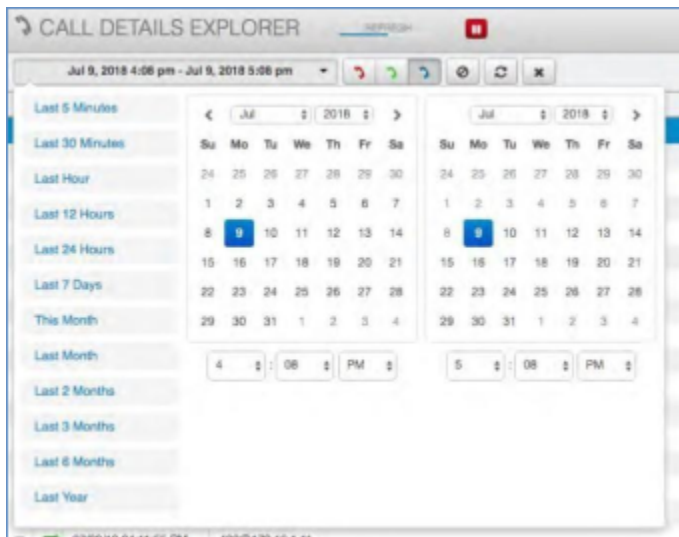 CALL DETAILS EXPLORER REFRESH
Jul 9, 2018 4:08 pm - Jul 9, 2018 5:08 pm
Last 5 Minutes
Last 30 Minutes
Last Hour
Last 12 Hours
Last 24 Hours
Last 7 Days
This Month
Last Month
Last 2 Months
Last 3 Months
Last 6 Months
Last Year
Jul 2018
Su Mo Tu We Th Fr Sa
24 25 26 27 28 29 30
1 2 3 4 5 6 7
8 9 10 11 12 13 14
15 16 17 18 19 20 21
22 23 24 25 26 27 28
29 30 31 1 2 3 4
4 : 08 PM
Jul 2018
Su Mo Tu We Th Fr Sa
24 25 26 27 28 29 30
1 2 3 4 5 6 7
8 9 10 11 12 13 14
15 16 17 18 19 20 21
22 23 24 25 26 27 28
29 30 31 1 2 3 4
5 : 08 PM